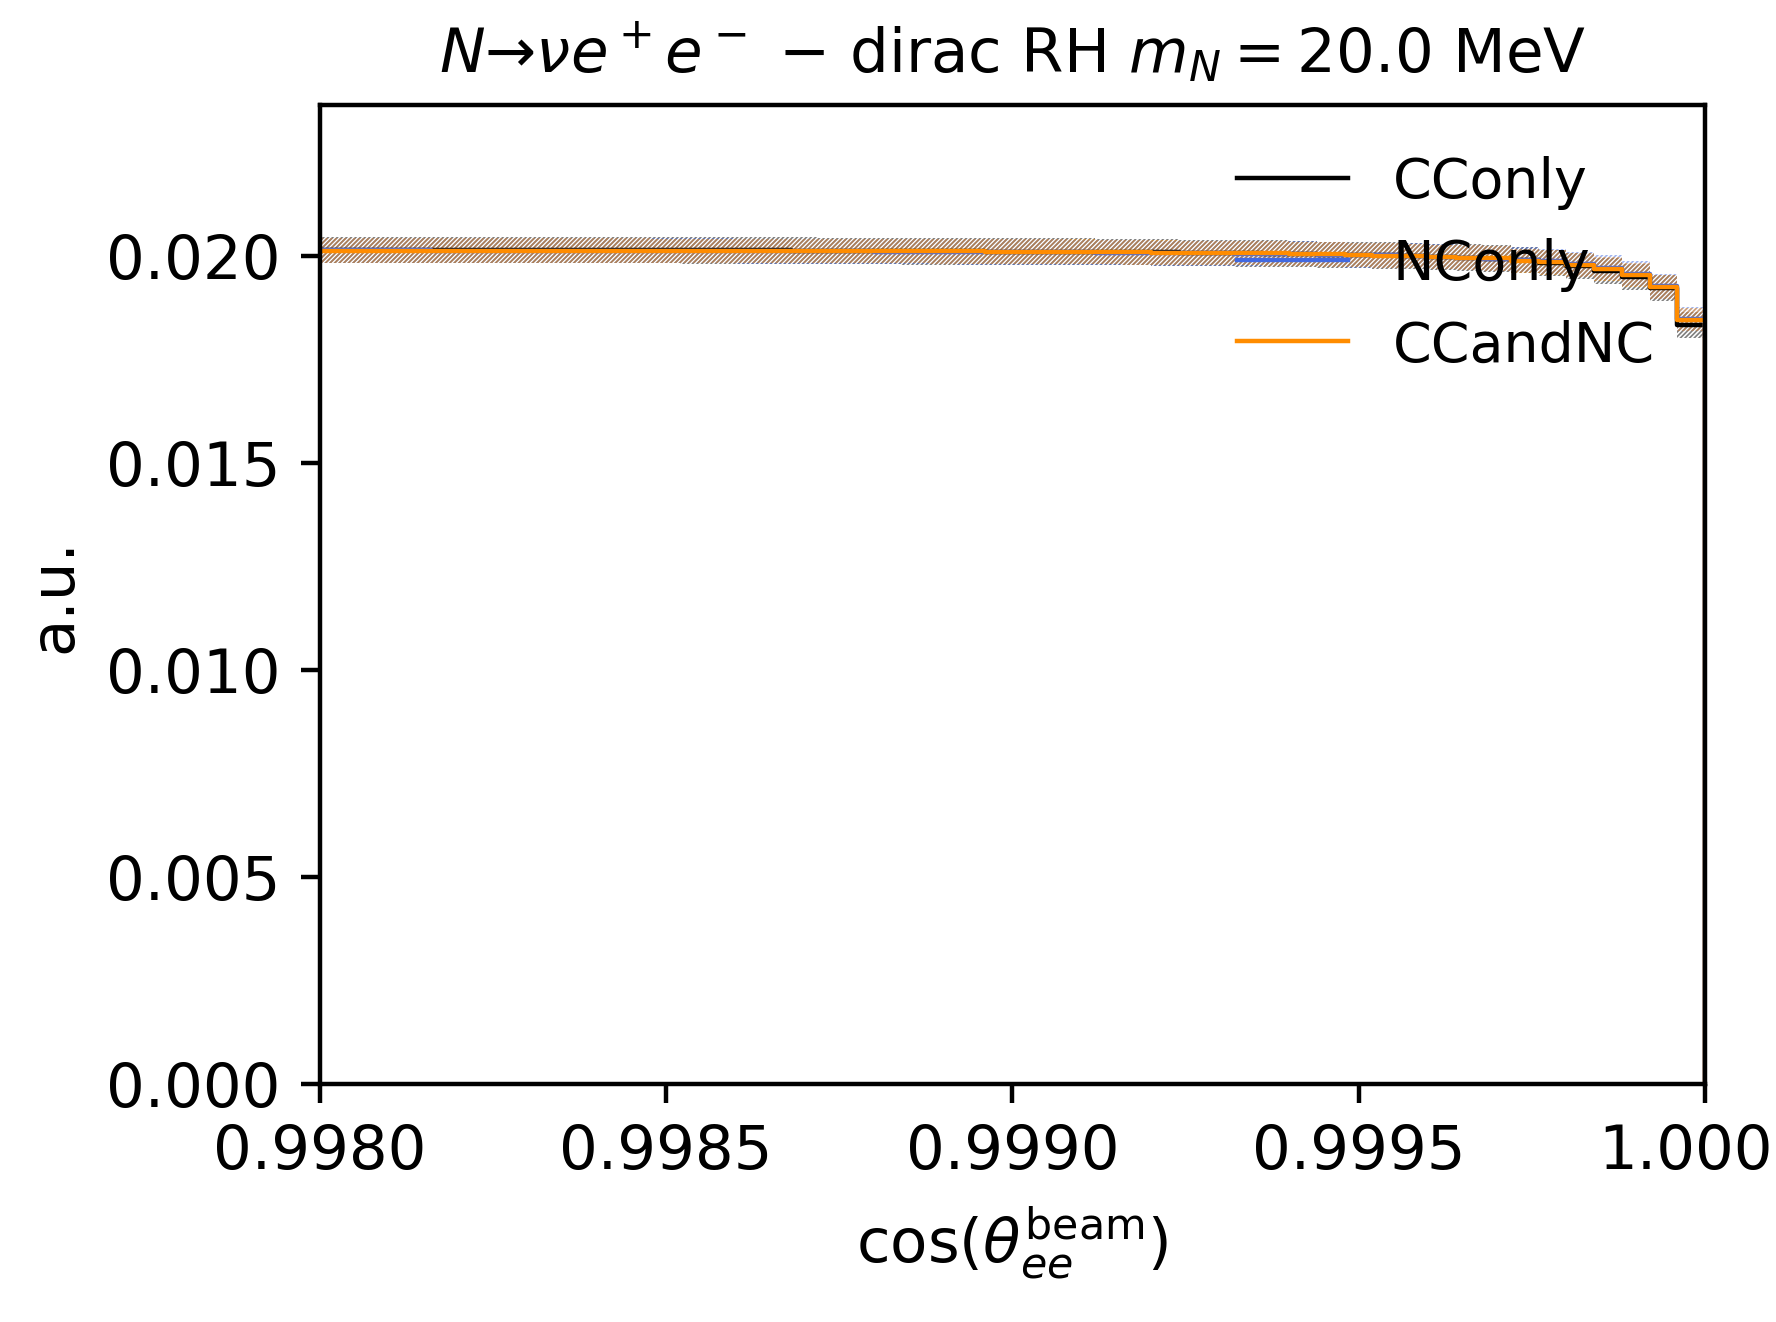 N→νe⁺e⁻ − dirac RH m_N = 20.0 MeV
CConly
NConly
CCandNC
0.020
0.015
0.010
0.005
0.000
a.u.
0.9980 0.9985 0.9990 0.9995 1.000
cos(θ_ee^beam)